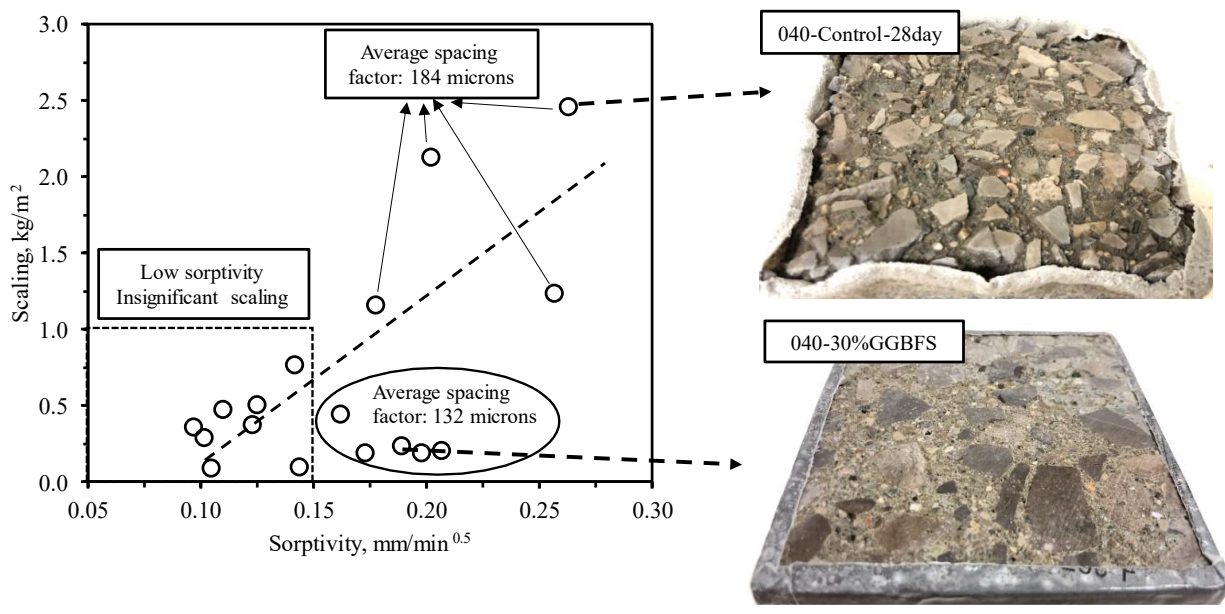 3.0
2.5
2.0
1.5
1.0
0.5
0.0
Scaling, kg/m²
Average spacing
factor: 184 microns
Low sorptivity
Insignificant scaling
Average spacing
factor: 132 microns
0.05
0.10
0.15
0.20
0.25
0.30
Sorptivity, mm/min 0.5
040-Control-28day
040-30%GGBFS